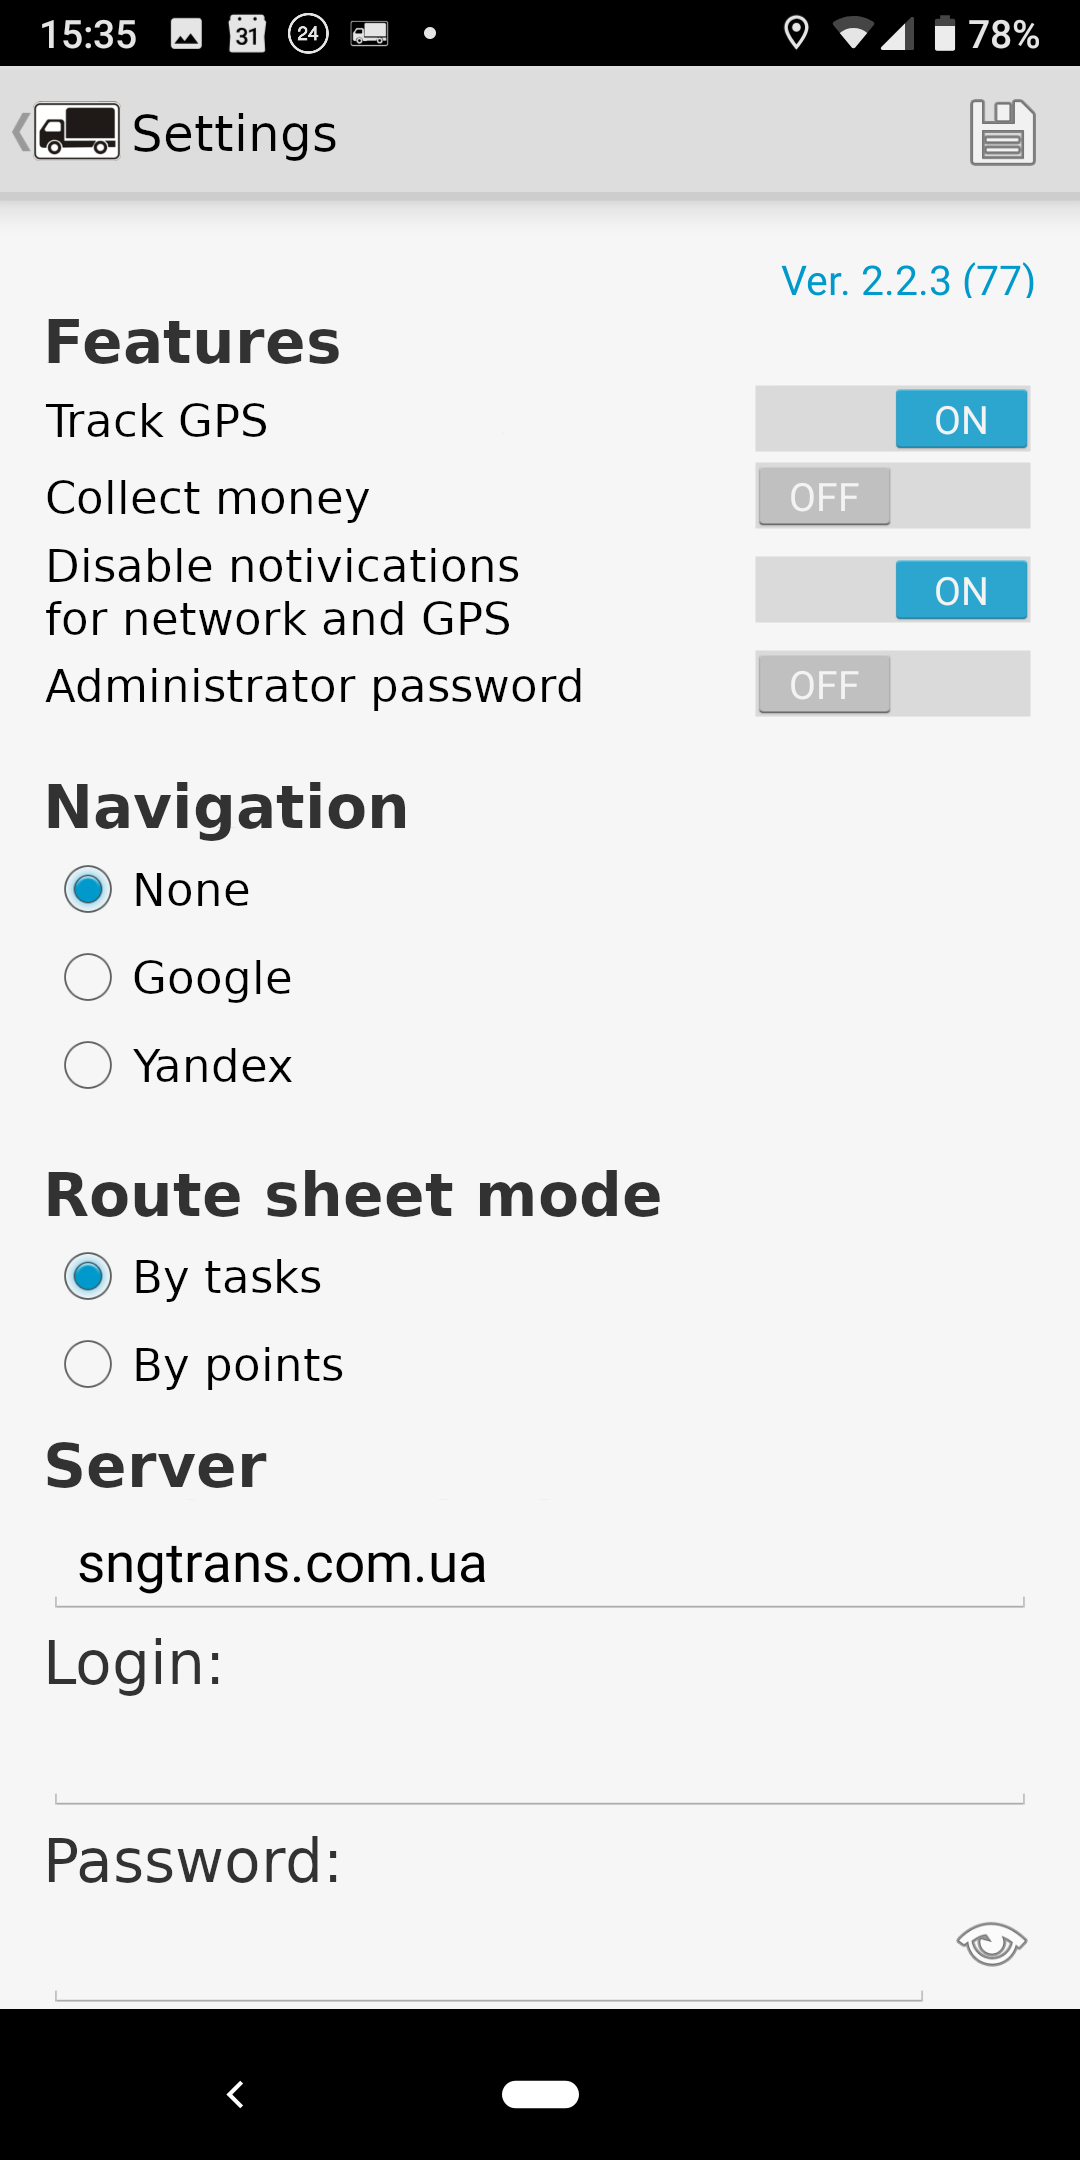 15:35 31 24 78%
Settings
Ver. 2.2.3 (77)
Features
Track GPS ON
Collect money OFF
Disable notivications
for network and GPS ON
Administrator password OFF
Navigation
None
Google
Yandex
Route sheet mode
By tasks
By points
Server
sngtrans.com.ua
Login:
Password: